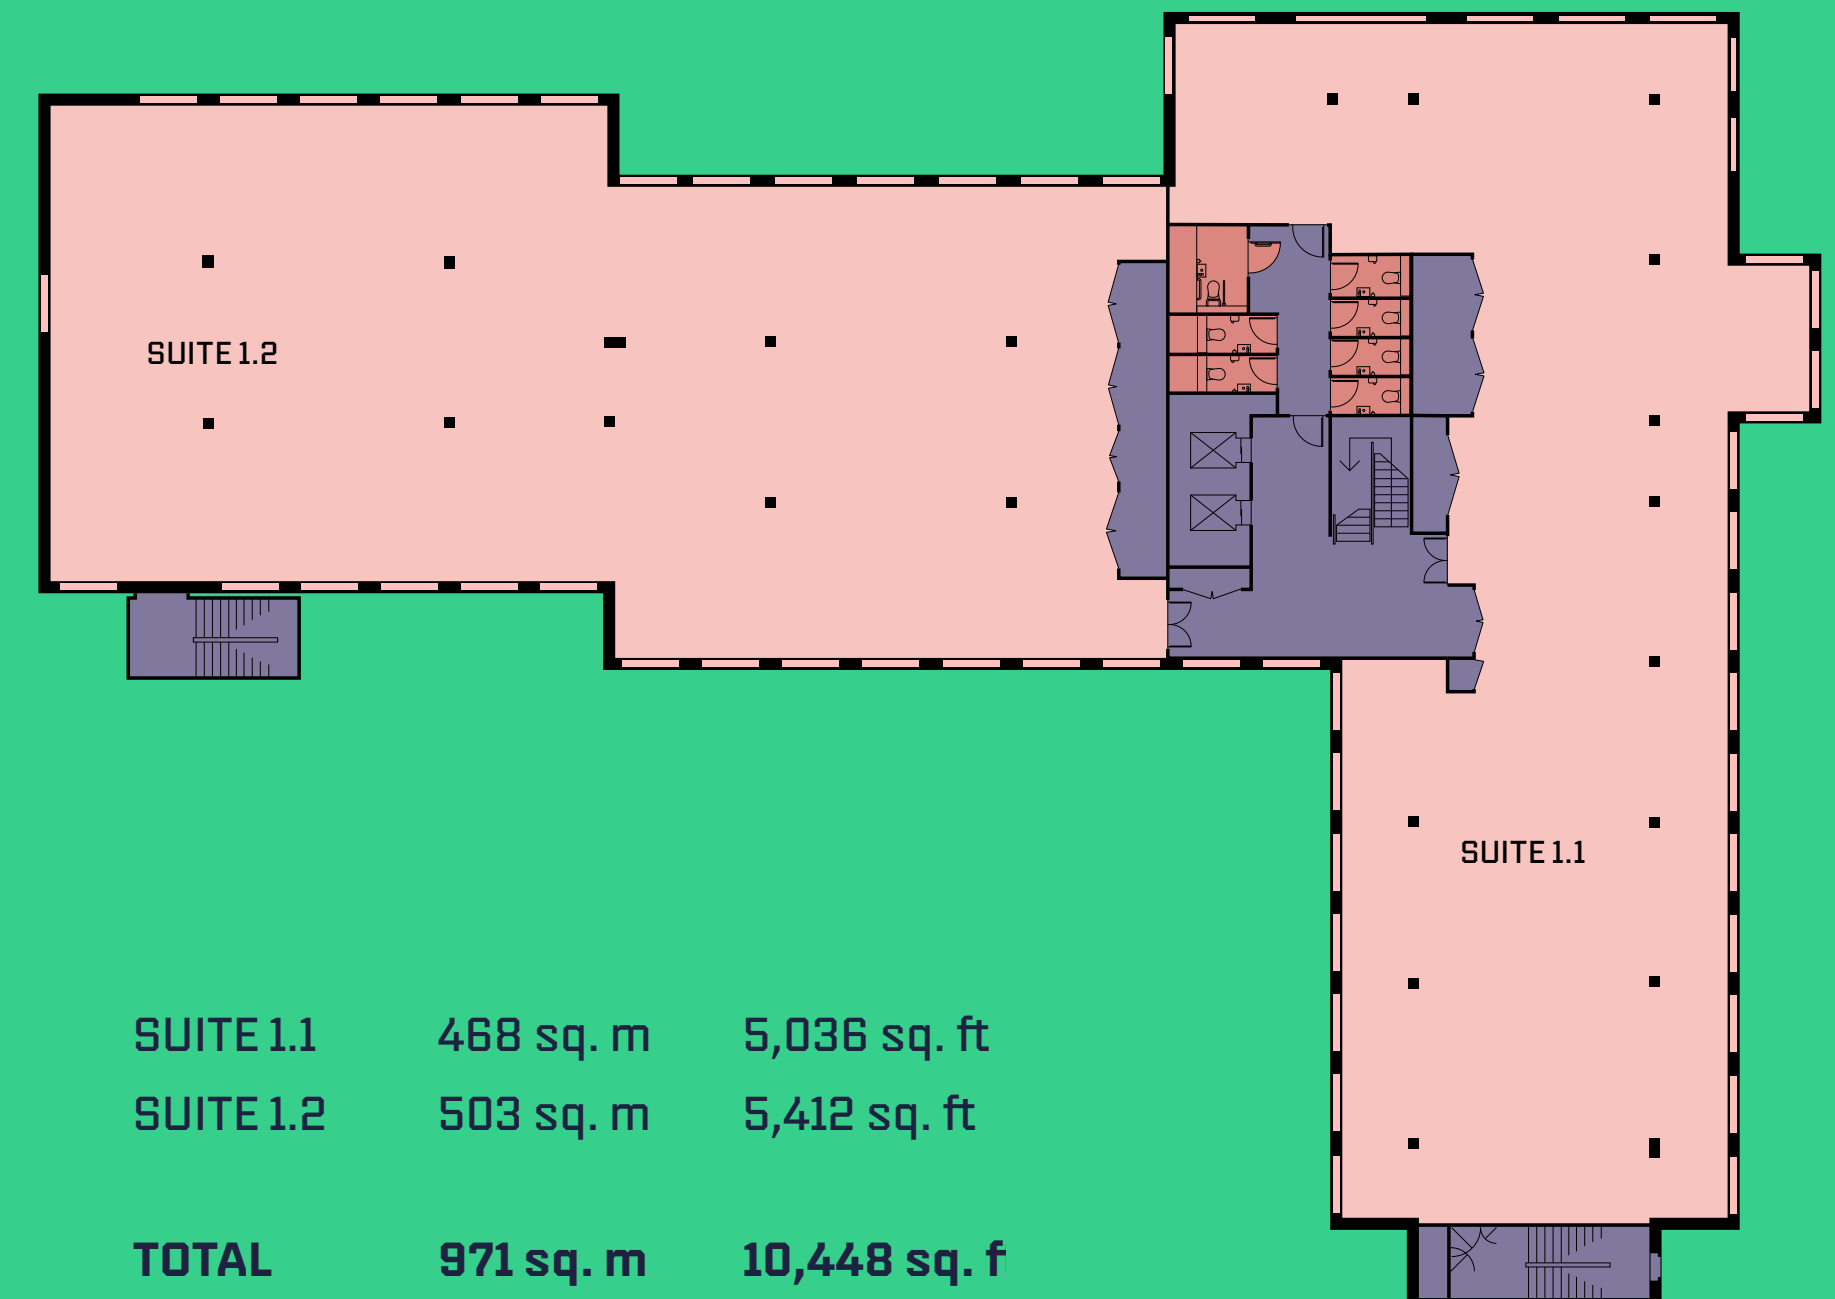 SUITE 1.2
SUITE 1.1
SUITE 1.1 468 sq. m 5,036 sq. ft
SUITE 1.2 503 sq. m 5,412 sq. ft
TOTAL 971 sq. m 10,448 sq. f